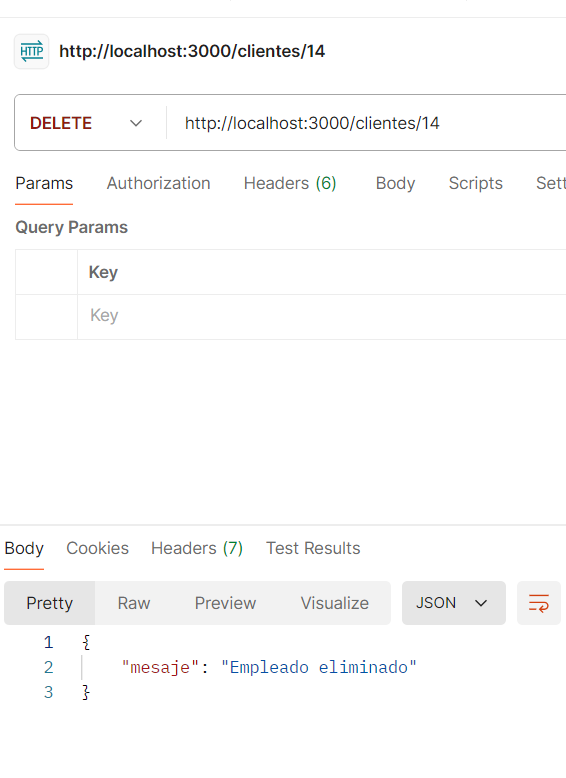 HTTP http://localhost:3000/clientes/14
DELETE http://localhost:3000/clientes/14
Params Authorization Headers (6) Body Scripts Sett
Query Params
Key
Key
Body Cookies Headers (7) Test Results
Pretty Raw Preview Visualize JSON
1 {
2 "mesaje": "Empleado eliminado"
3 }